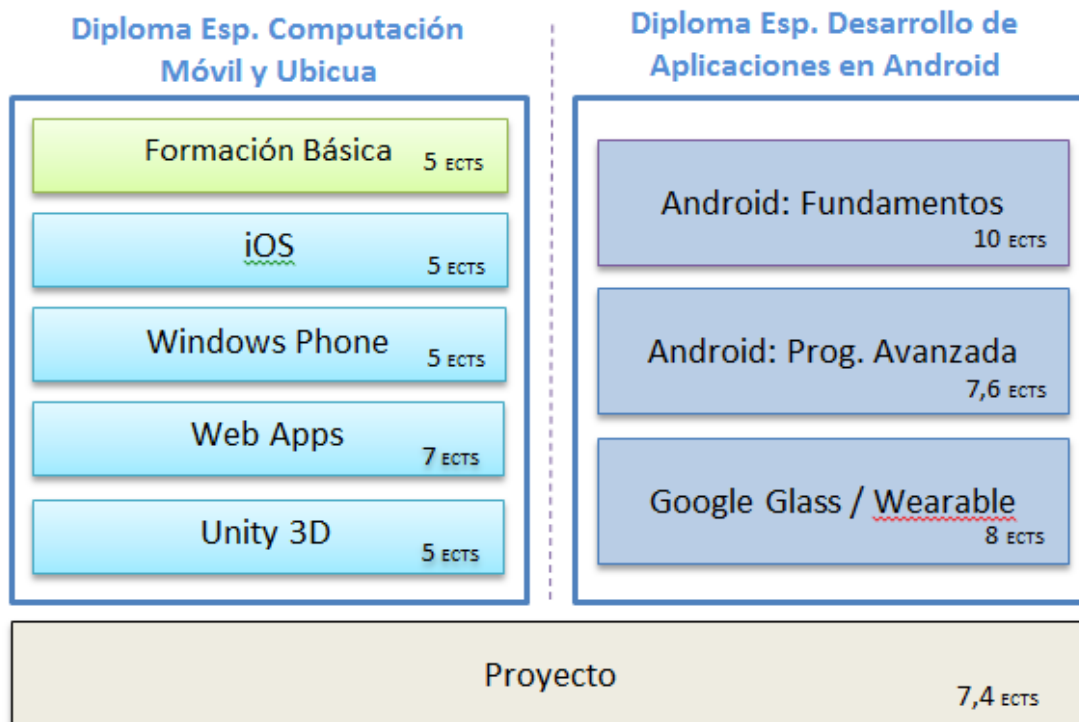 Diploma Esp. Computación
Móvil y Ubicua
Formación Básica 5 ECTS
iOS 5 ECTS
Windows Phone 5 ECTS
Web Apps 7 ECTS
Unity 3D 5 ECTS
Diploma Esp. Desarrollo de
Aplicaciones en Android
Android: Fundamentos
10 ECTS
Android: Prog. Avanzada
7,6 ECTS
Google Glass / Wearable
8 ECTS
Proyecto
7,4 ECTS